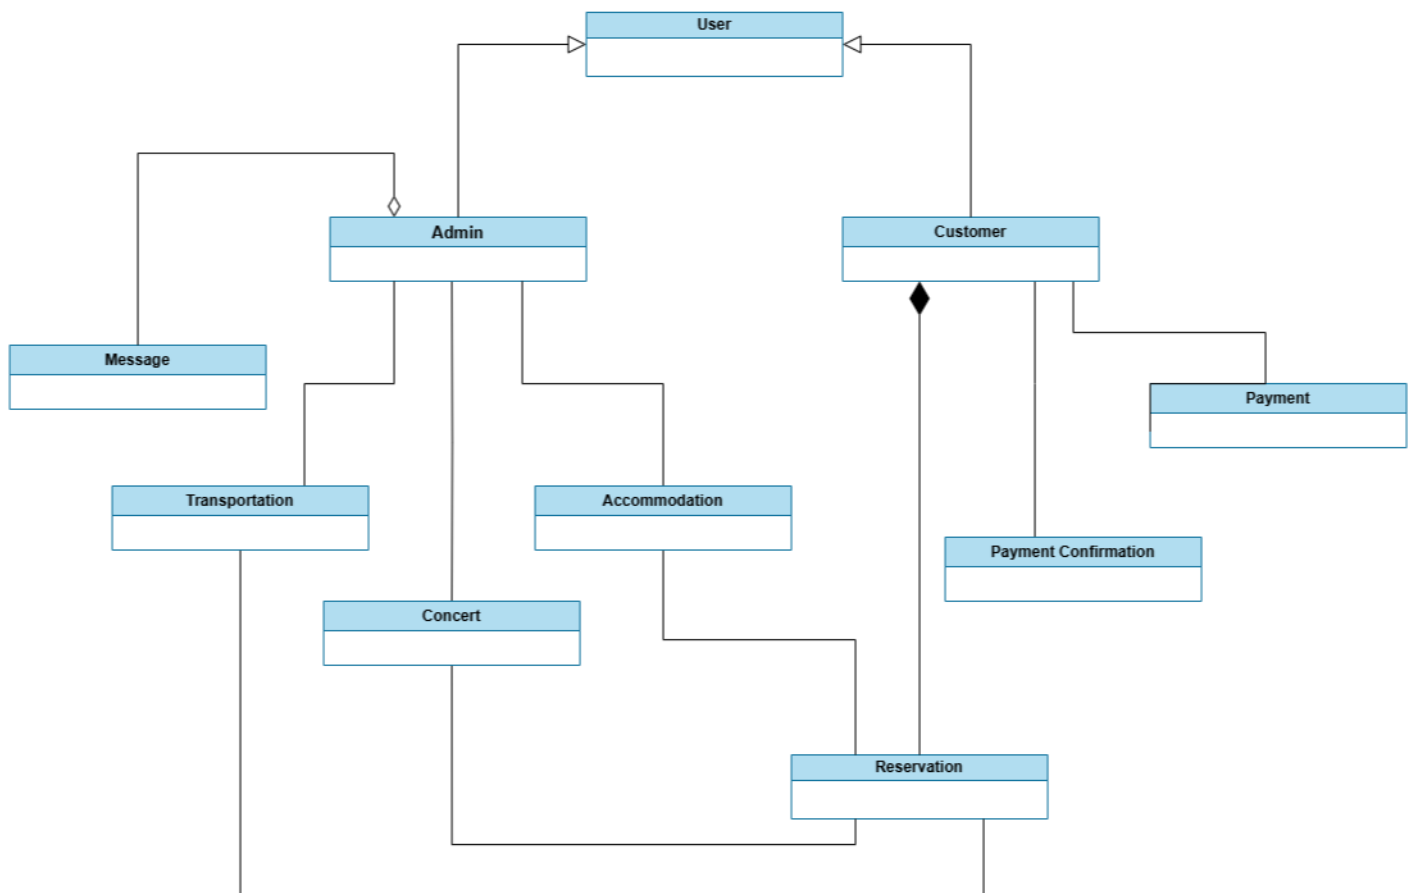 User
Admin
Customer
Message
Payment
Transportation
Accommodation
Payment Confirmation
Concert
Reservation